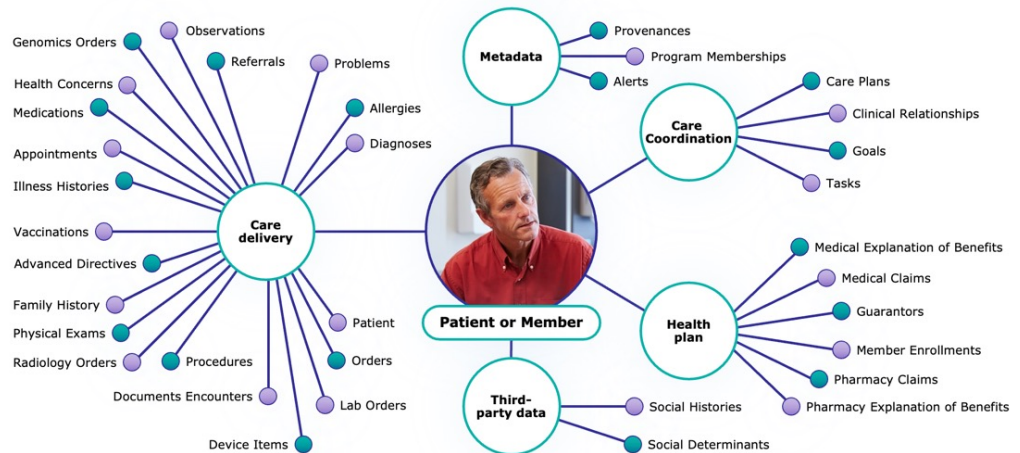 Observations
Genomics Orders
Referrals
Problems
Health Concerns
Medications
Allergies
Appointments
Diagnoses
Illness Histories
Care
delivery
Vaccinations
Advanced Directives
Family History
Physical Exams
Radiology Orders
Procedures
Patient
Orders
Documents Encounters
Lab Orders
Device Items
Metadata
Provenances
Program Memberships
Alerts
Care
Coordination
Care Plans
Clinical Relationships
Goals
Tasks
Patient or Member
Health
plan
Medical Explanation of Benefits
Medical Claims
Guarantors
Member Enrollments
Pharmacy Claims
Pharmacy Explanation of Benefits
Third-
party data
Social Histories
Social Determinants